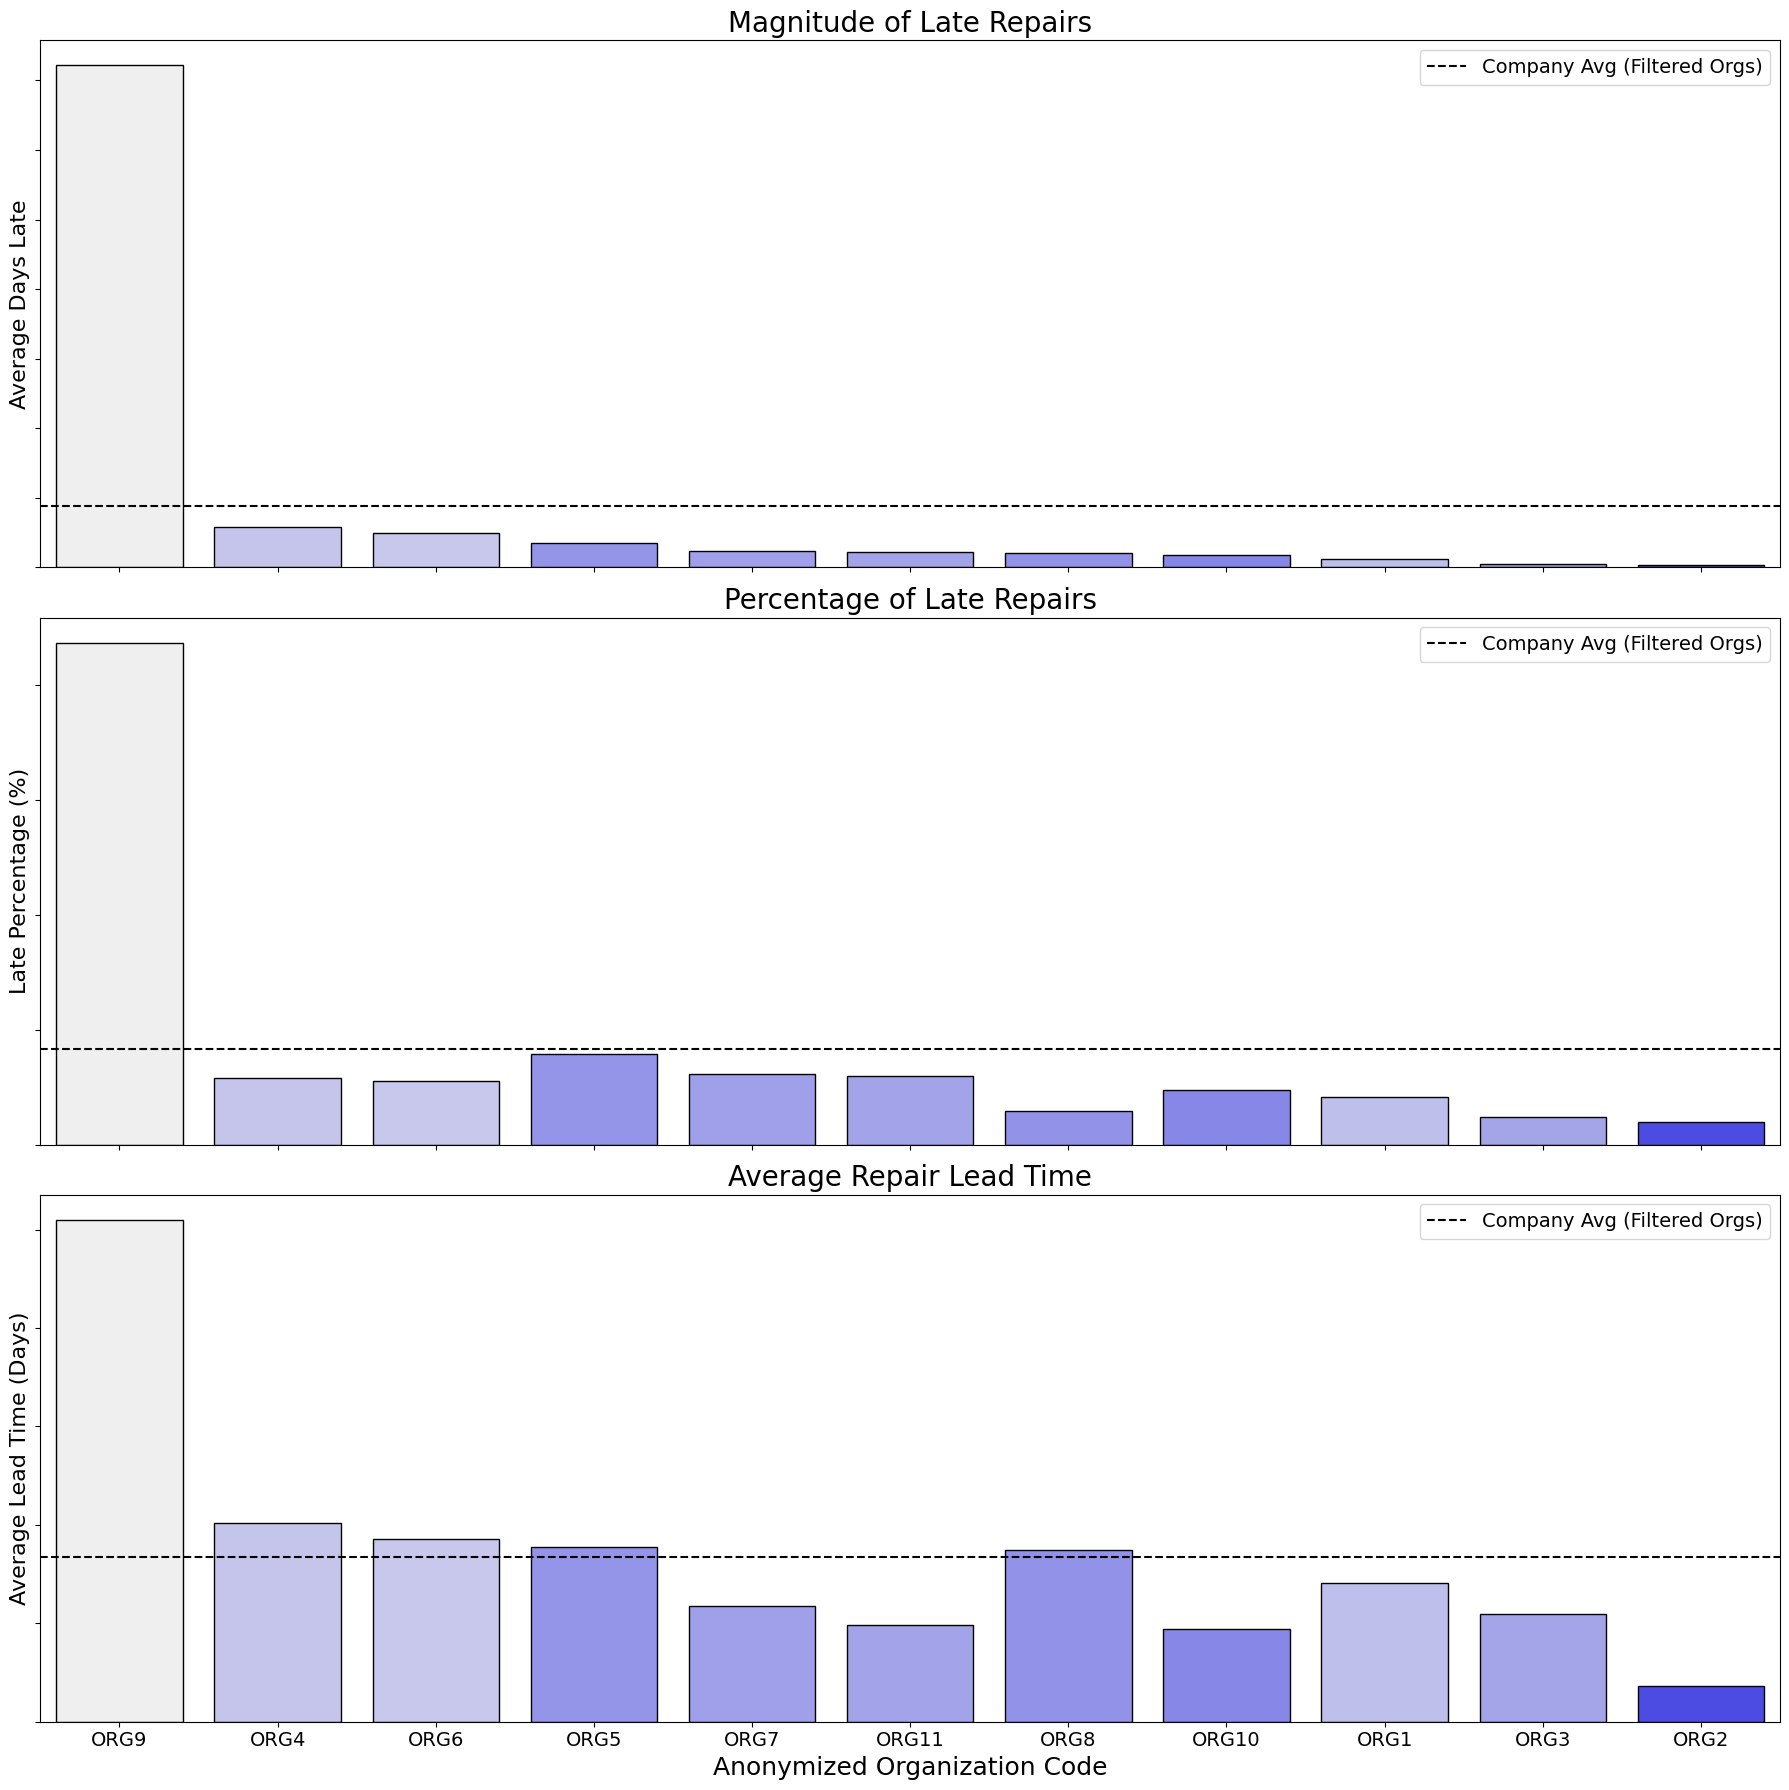 Magnitude of Late Repairs
Company Avg (Filtered Orgs)
Average Days Late
Percentage of Late Repairs
Company Avg (Filtered Orgs)
Late Percentage (%)
Average Repair Lead Time
Company Avg (Filtered Orgs)
Average Lead Time (Days)
ORG9 ORG4 ORG6 ORG5 ORG7 ORG11 ORG8 ORG10 ORG1 ORG3 ORG2
Anonymized Organization Code